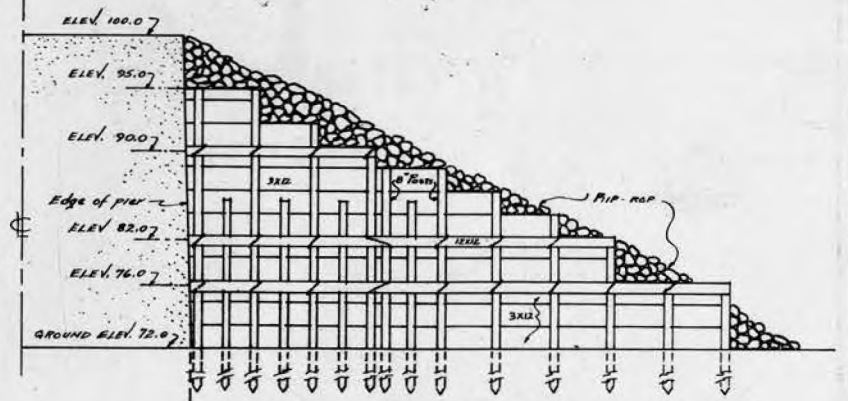 ELEV. 100.0
ELEV. 95.0
ELEV. 90.0
3X12
8" Posts
Edge of pier
RIP-RAP
ELEV 82.0
12X12
ELEV. 76.0
3X12
GROUND ELEV. 72.0